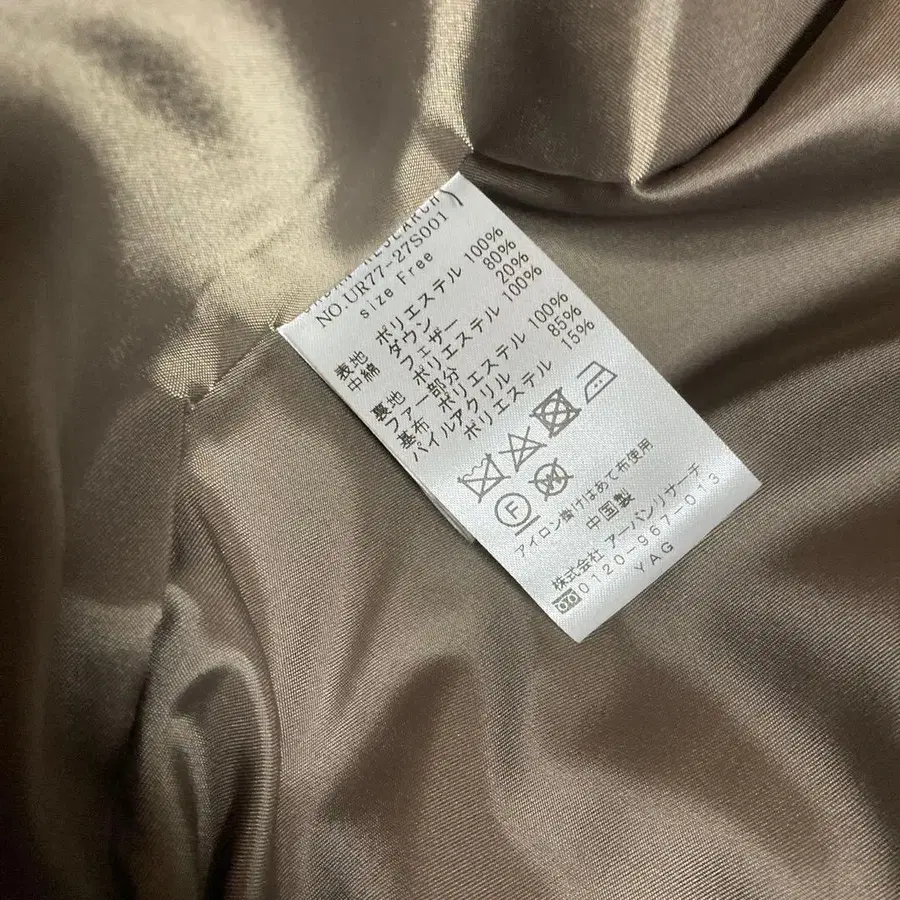 URBAN RESEARCH
NO.UR77-27S001
size Free
表地 ポリエステル 100%
中綿 ダウン 80%
フェザー 20%
裏地 ポリエステル 100%
ファー部分
基布 ポリエステル 100%
パイル アクリル 85%
ポリエステル 15%
F
W
アイロン掛けはあて布使用
中国製
株式会社 アーバンリサーチ
0120-967-013
YAG